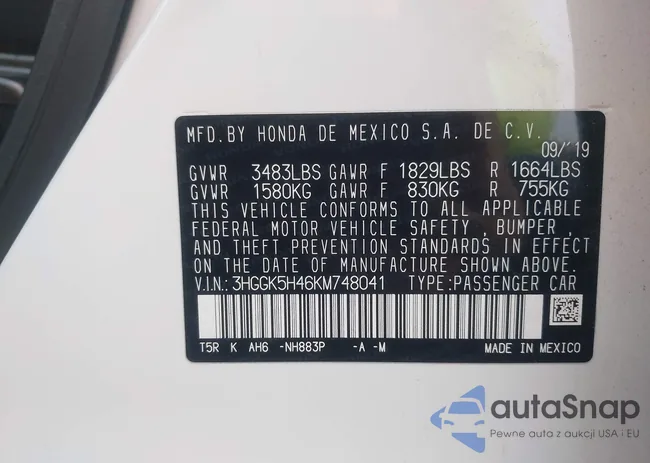 MFD. BY HONDA DE MEXICO S.A. DE C.V.
09/'19
GVWR 3483LBS GAWR F 1829LBS R 1664LBS
GVWR 1580KG GAWR F 830KG R 755KG
THIS VEHICLE CONFORMS TO ALL APPLICABLE
FEDERAL MOTOR VEHICLE SAFETY, BUMPER,
AND THEFT PREVENTION STANDARDS IN EFFECT
ON THE DATE OF MANUFACTURE SHOWN ABOVE.
V.I.N.: 3HGGK5H46KM748041 TYPE: PASSENGER CAR
T5R K AH6 -NH883P -A -M MADE IN MEXICO
autaSnap
Pewne auta z aukcji USA i EU